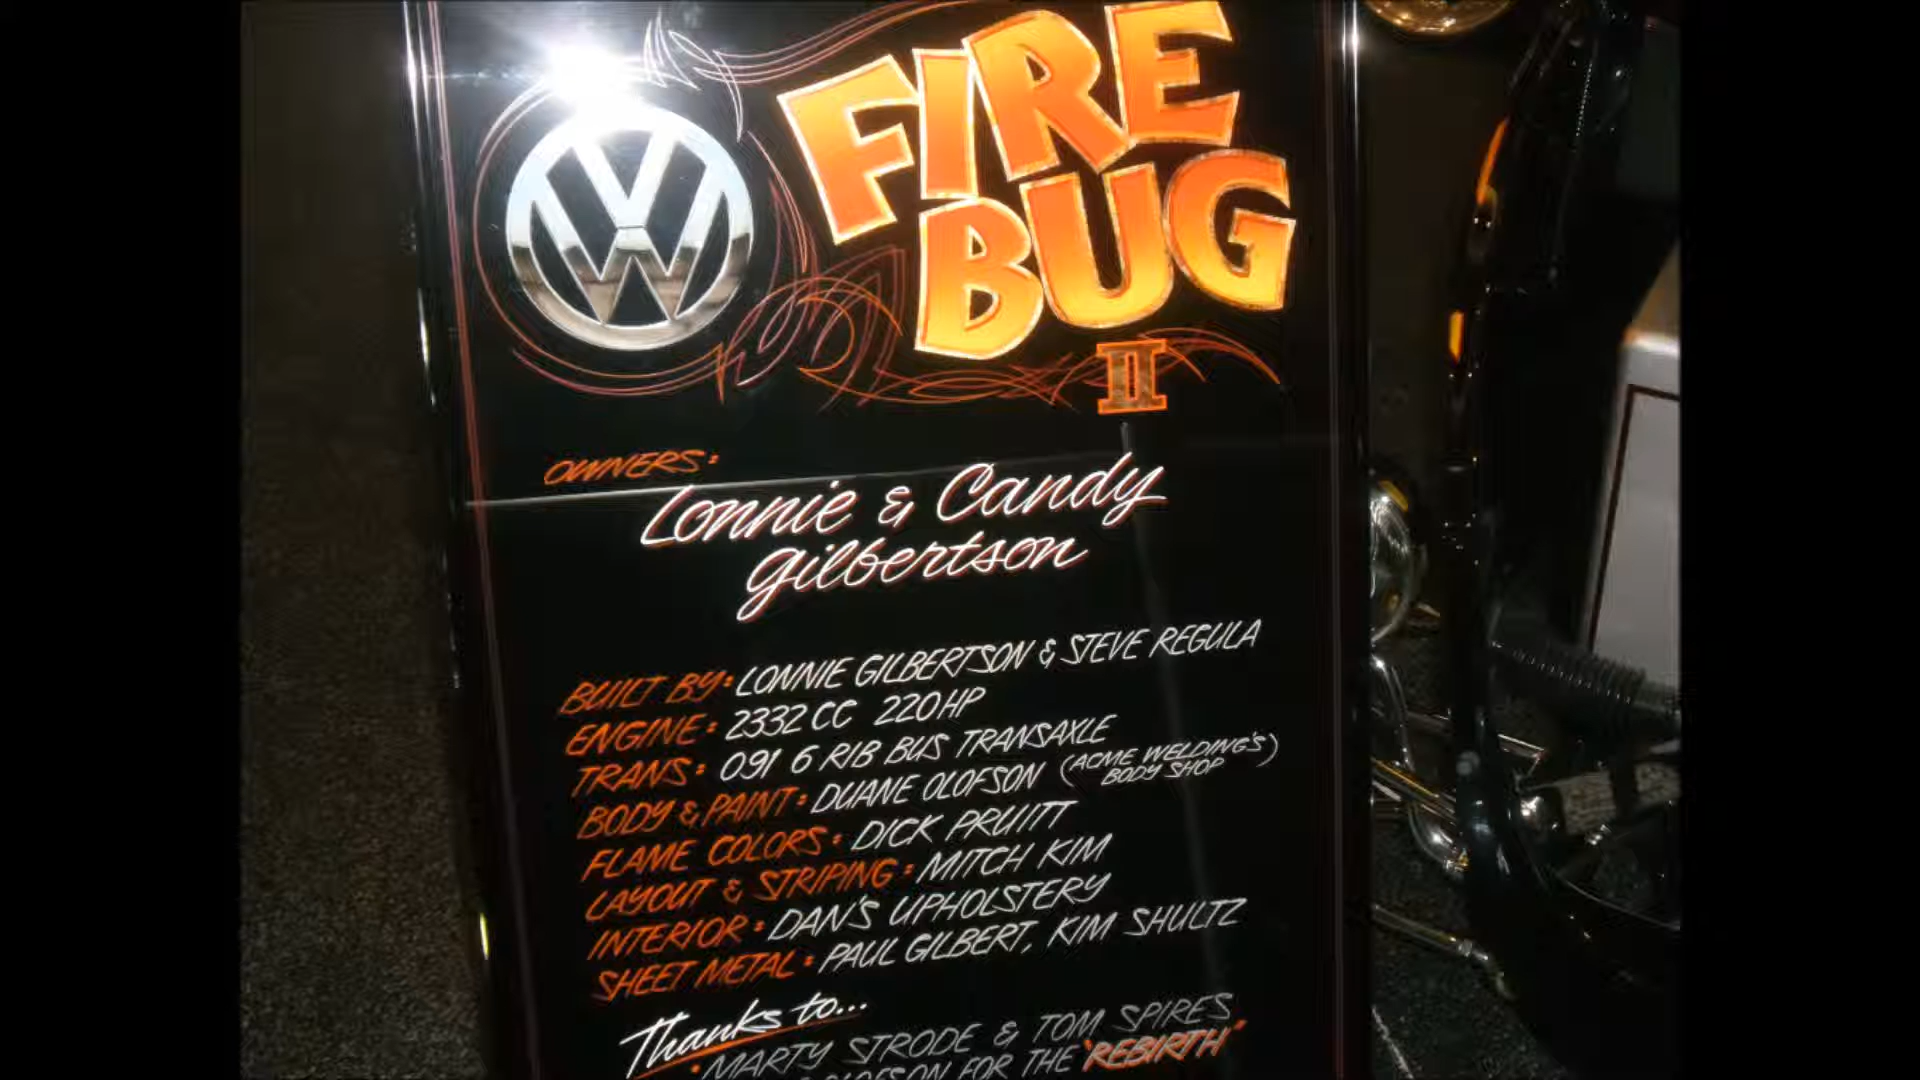 FIRE
BUG
II
OWNERS:
Lonnie & Candy
Gilbertson
BUILT BY: LONNIE GILBERTSON & STEVE REGULA
ENGINE: 2332 CC 220 HP
TRANS: 091 6 RIB BUS TRANSAXLE
BODY & PAINT: DUANE OLOFSON (ACME WELDING'S
BODY SHOP)
FLAME COLORS: DICK PRUITT
LAYOUT & STRIPING: MITCH KIM
INTERIOR: DAN'S UPHOLSTERY
SHEET METAL: PAUL GILBERT, KIM SHULTZ
Thanks to...
• MARTY STRODE & TOM SPIRES
OLOFSON FOR THE "REBIRTH"